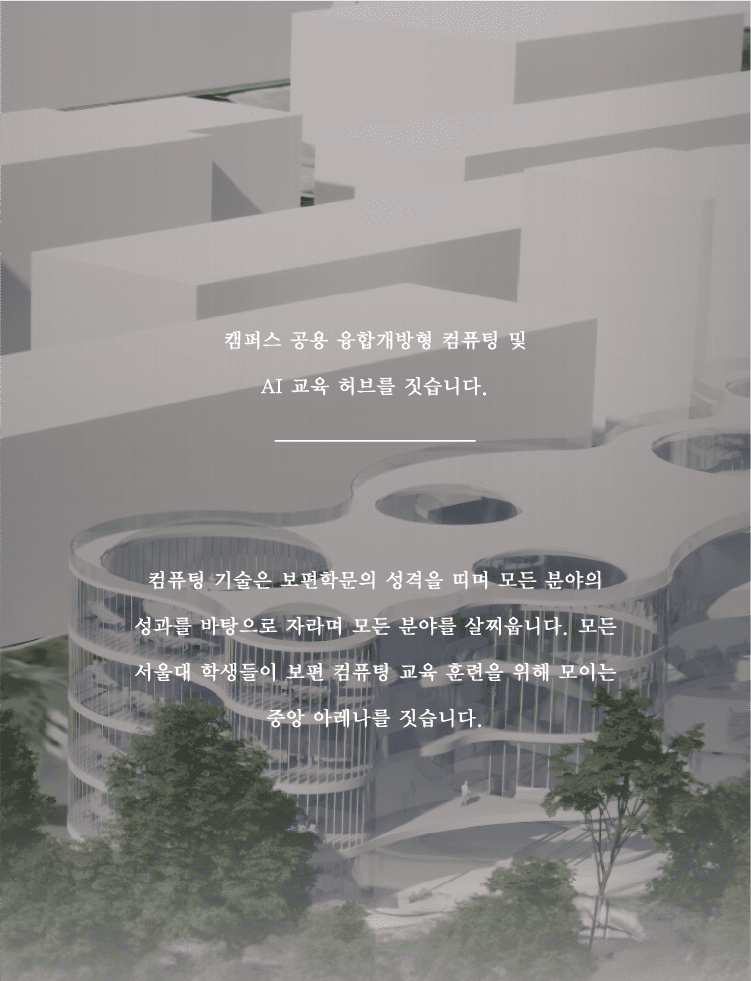 캠퍼스 공용 융합개방형 컴퓨팅 및
AI 교육 허브를 짓습니다.
컴퓨팅 기술은 보편학문의 성격을 띠며 모든 분야의
성과를 바탕으로 자라며 모든 분야를 살찌웁니다. 모든
서울대 학생들이 보편 컴퓨팅 교육 훈련을 위해 모이는
중앙 아레나를 짓습니다.